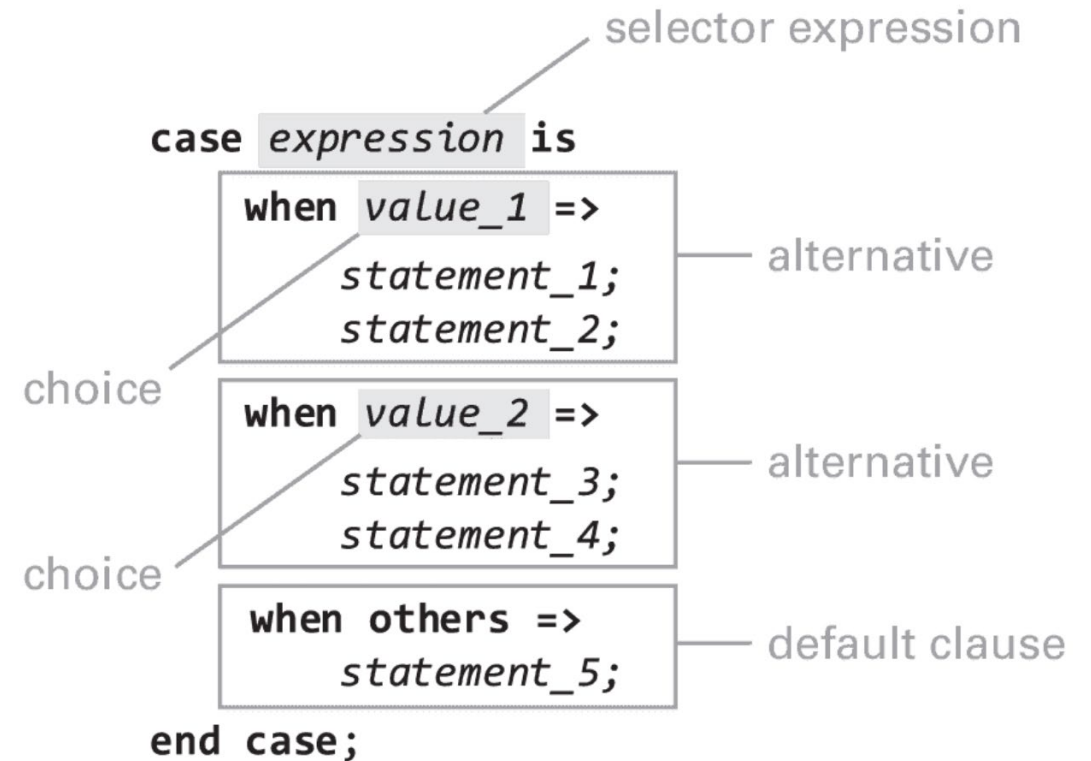 selector expression
case expression is
when value_1 =>
statement_1;
statement_2;
alternative
choice
when value_2 =>
statement_3;
statement_4;
alternative
choice
when others =>
statement_5;
default clause
end case;